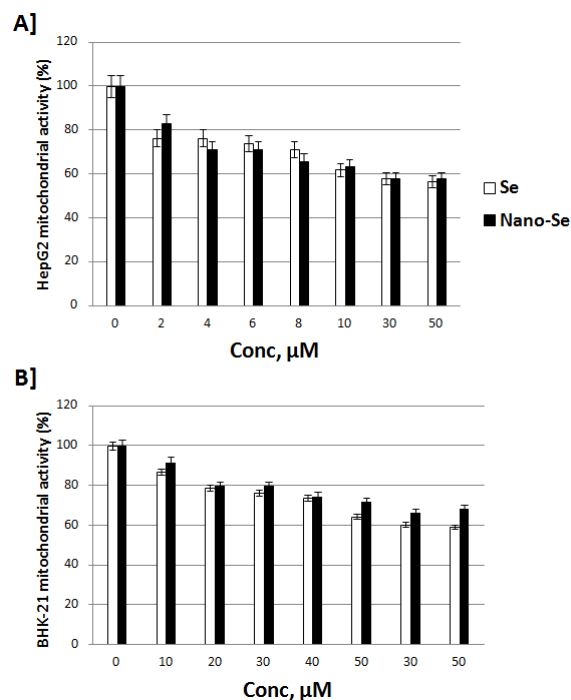 A]
HepG2 mitochondrial activity (%)
120
100
80
60
40
20
0
0 2 4 6 8 10 30 50
Conc, µM
Se
Nano-Se
B]
BHK-21 mitochondrial activity (%)
120
100
80
60
40
20
0
0 10 20 30 40 50 30 50
Conc, µM